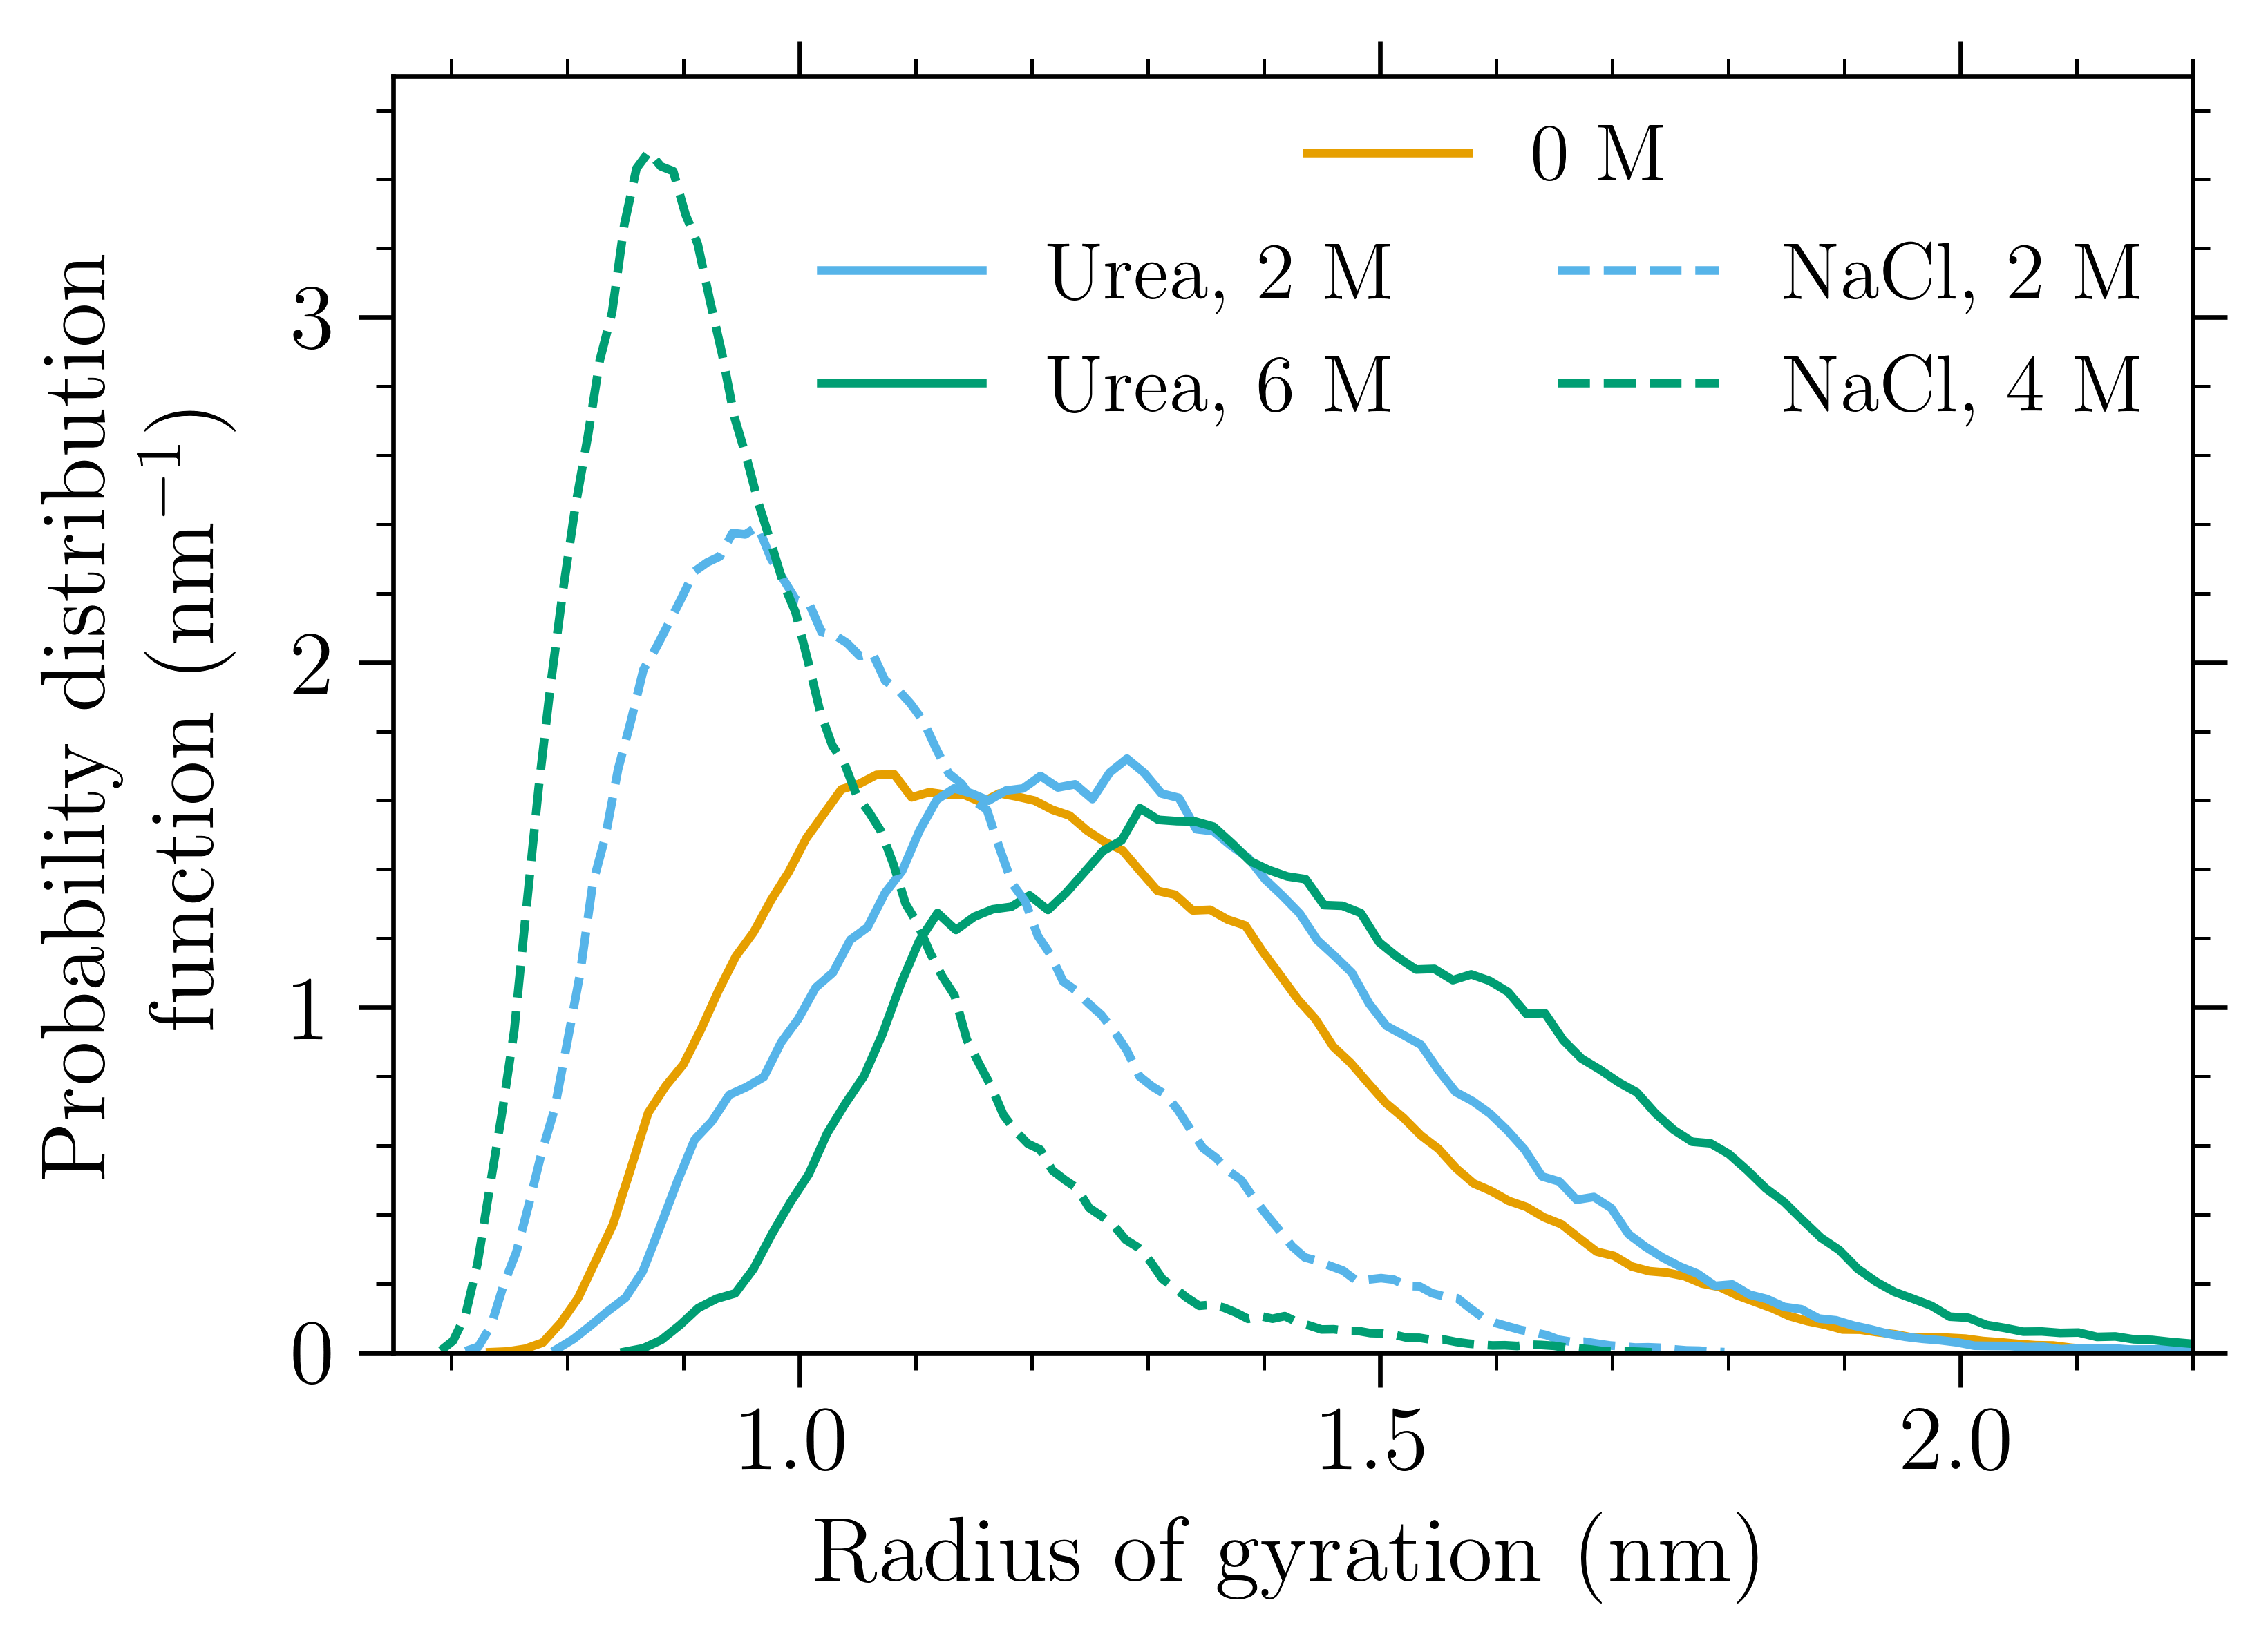 Probability distribution
function (nm⁻¹)
3
2
1
0
0 M
Urea, 2 M
NaCl, 2 M
Urea, 6 M
NaCl, 4 M
1.0
1.5
2.0
Radius of gyration (nm)